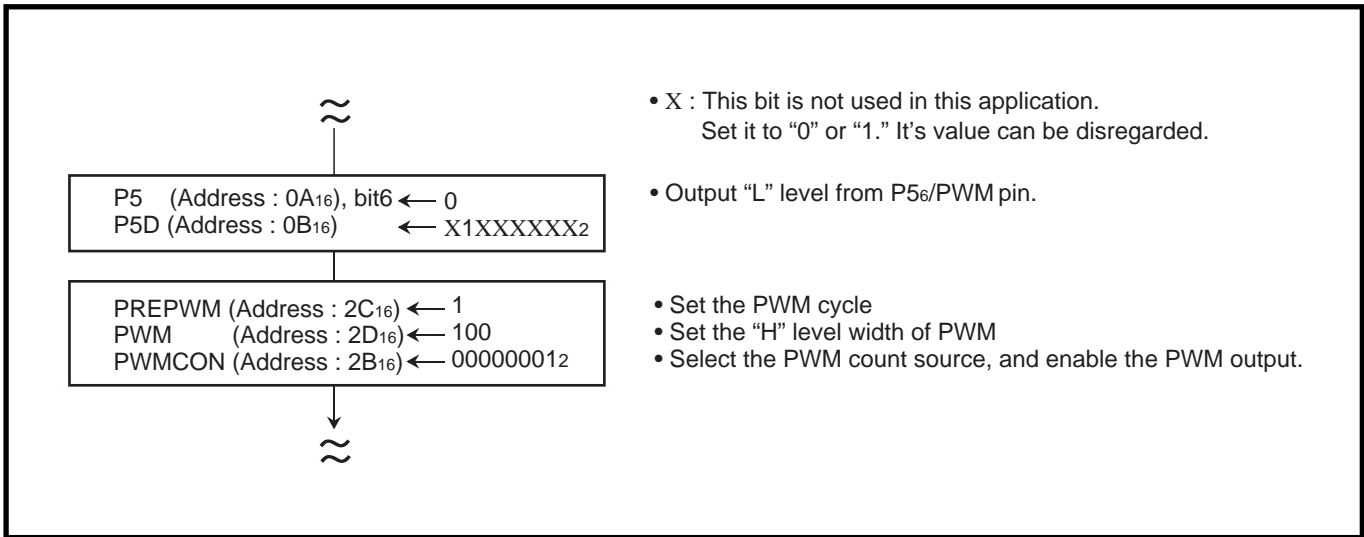 • X : This bit is not used in this application.
Set it to “0” or “1.” It’s value can be disregarded.
P5 (Address : 0A16), bit6 ← 0
P5D (Address : 0B16) ← X1XXXXXX2
• Output “L” level from P56/PWM pin.
PREPWM (Address : 2C16) ← 1
PWM (Address : 2D16) ← 100
PWMCON (Address : 2B16) ← 000000012
• Set the PWM cycle
• Set the “H” level width of PWM
• Select the PWM count source, and enable the PWM output.